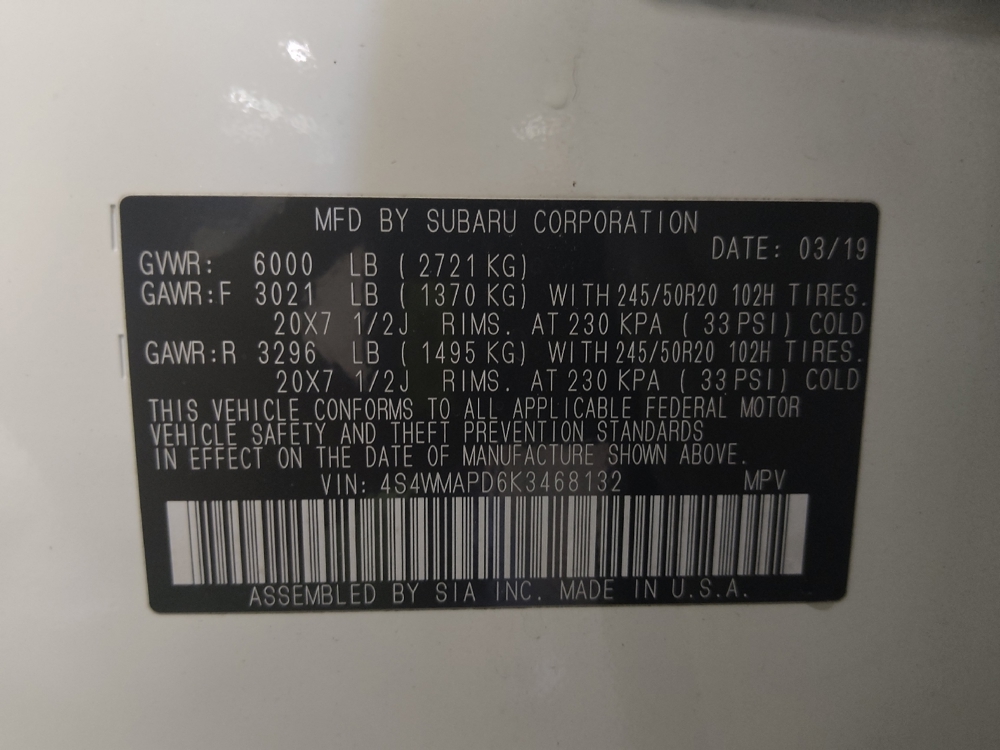 MFD BY SUBARU CORPORATION
DATE: 03/19
GVWR: 6000 LB (2721 KG)
GAWR:F 3021 LB (1370 KG) WITH 245/50R20 102H TIRES.
20X7 1/2J RIMS. AT 230 KPA (33 PSI) COLD
GAWR:R 3296 LB (1495 KG) WITH 245/50R20 102H TIRES.
20X7 1/2J RIMS. AT 230 KPA (33 PSI) COLD
THIS VEHICLE CONFORMS TO ALL APPLICABLE FEDERAL MOTOR
VEHICLE SAFETY AND THEFT PREVENTION STANDARDS
IN EFFECT ON THE DATE OF MANUFACTURE SHOWN ABOVE.
VIN: 4S4WMAPD6K3468132 MPV
ASSEMBLED BY SIA INC. MADE IN U.S.A.